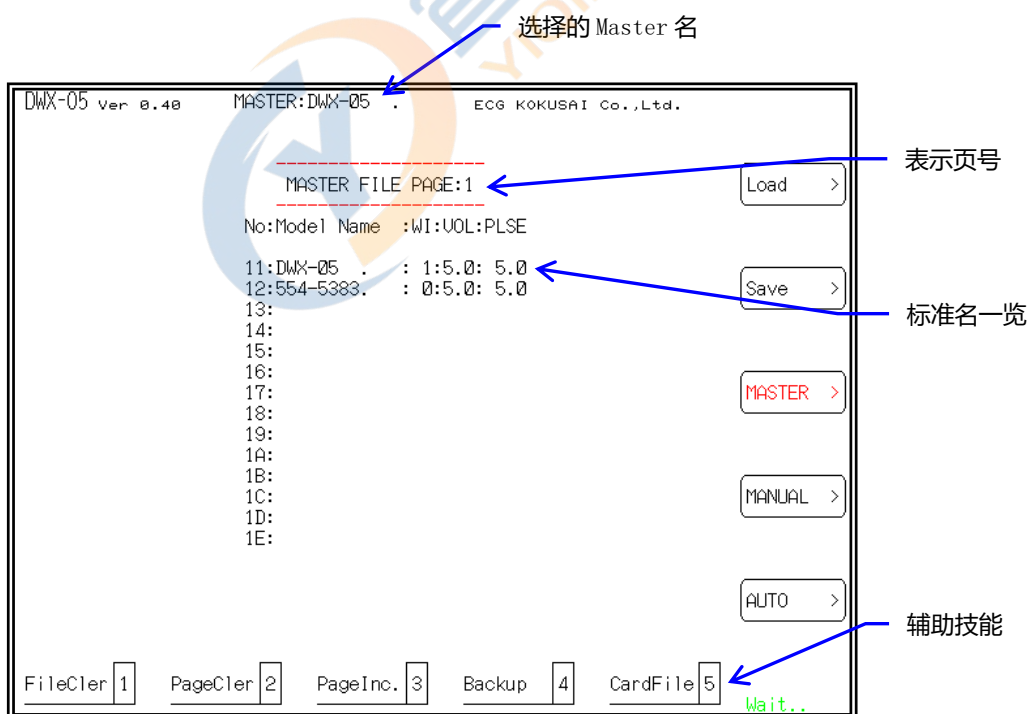 选择的 Master 名
DWX-05 Ver 0.40 MASTER:DWX-05 . ECG KOKUSAI Co.,Ltd.
表示页号
MASTER FILE PAGE:1
Load >
No:Model Name :WI:VOL:PLSE
11:DWX-05 . : 1:5.0: 5.0
12:554-5383. : 0:5.0: 5.0
Save >
13:
标准名一览
14:
15:
16:
17:
MASTER >
18:
19:
1A:
1B:
1C:
MANUAL >
1D:
1E:
AUTO >
辅助技能
FileCler 1 PageCler 2 PageInc. 3 Backup 4 CardFile 5
Wait..